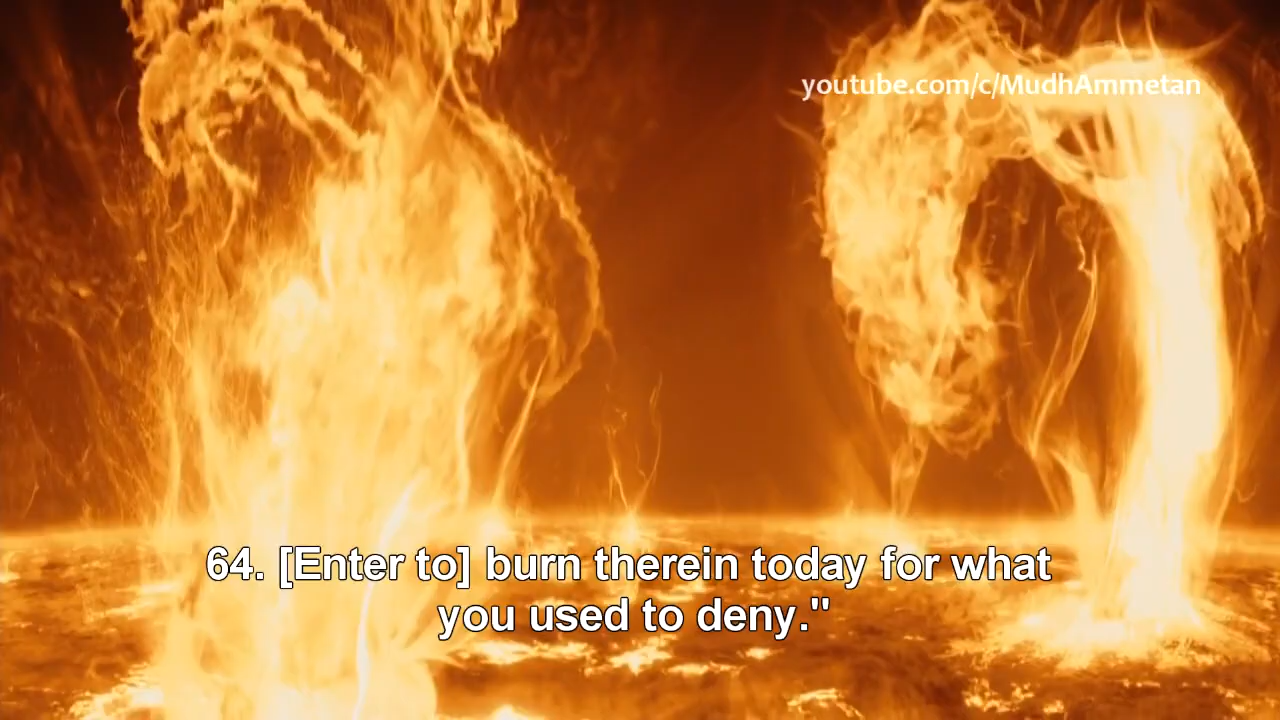 youtube.com/c/MudhAmmetan
64. [Enter to] burn therein today for what
you used to deny."